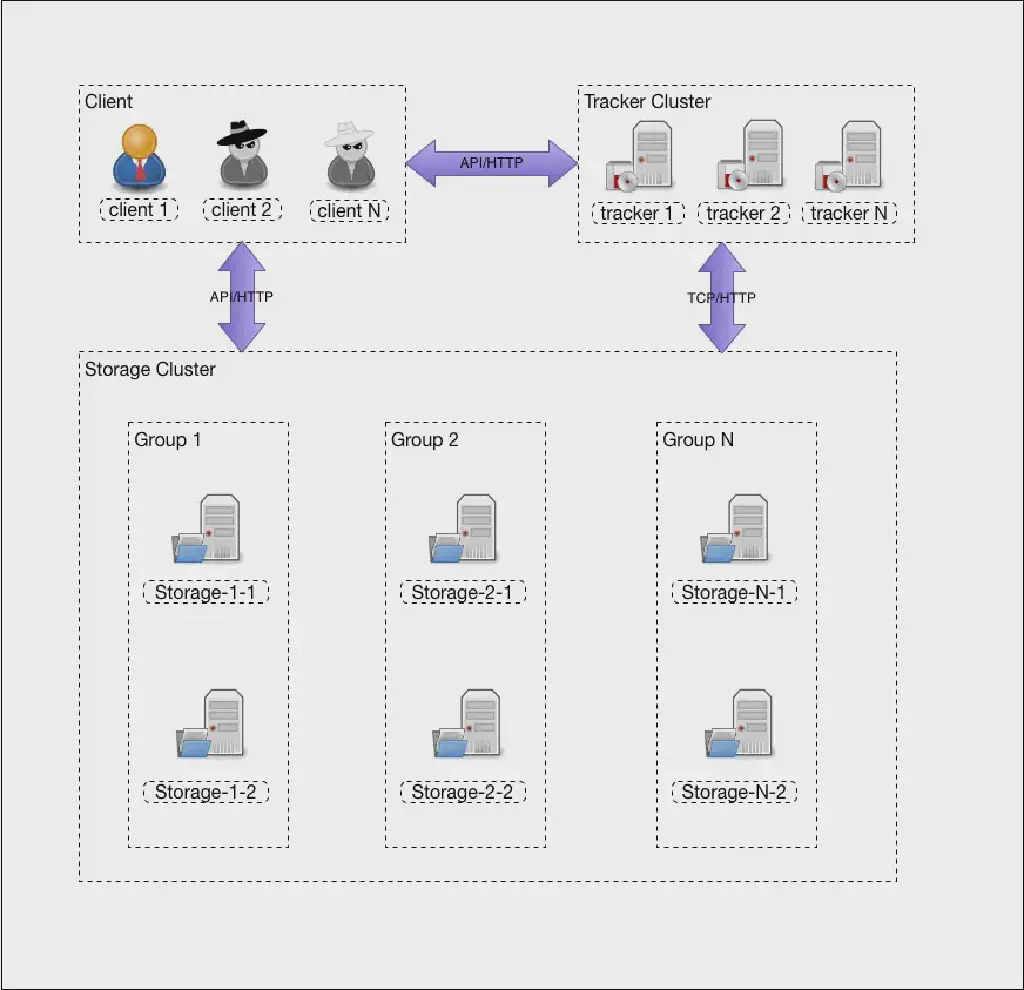 Client
Tracker Cluster
client 1
client 2
client N
API/HTTP
tracker 1
tracker 2
tracker N
API/HTTP
TCP/HTTP
Storage Cluster
Group 1
Group 2
Group N
Storage-1-1
Storage-2-1
Storage-N-1
Storage-1-2
Storage-2-2
Storage-N-2